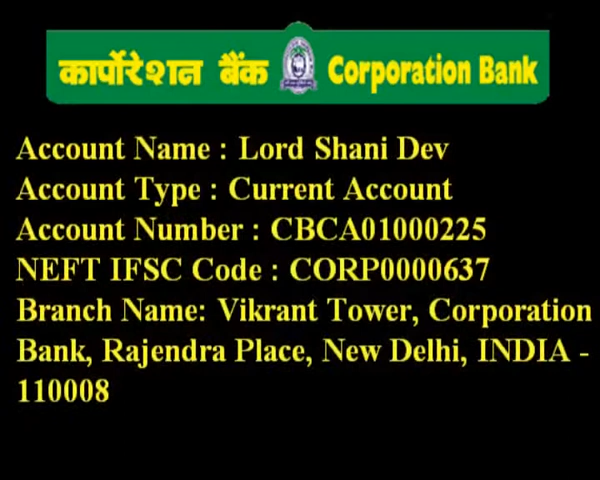 कार्पोरेशन बैंक Corporation Bank
Account Name : Lord Shani Dev
Account Type : Current Account
Account Number : CBCA01000225
NEFT IFSC Code : CORP0000637
Branch Name: Vikrant Tower, Corporation
Bank, Rajendra Place, New Delhi, INDIA -
110008